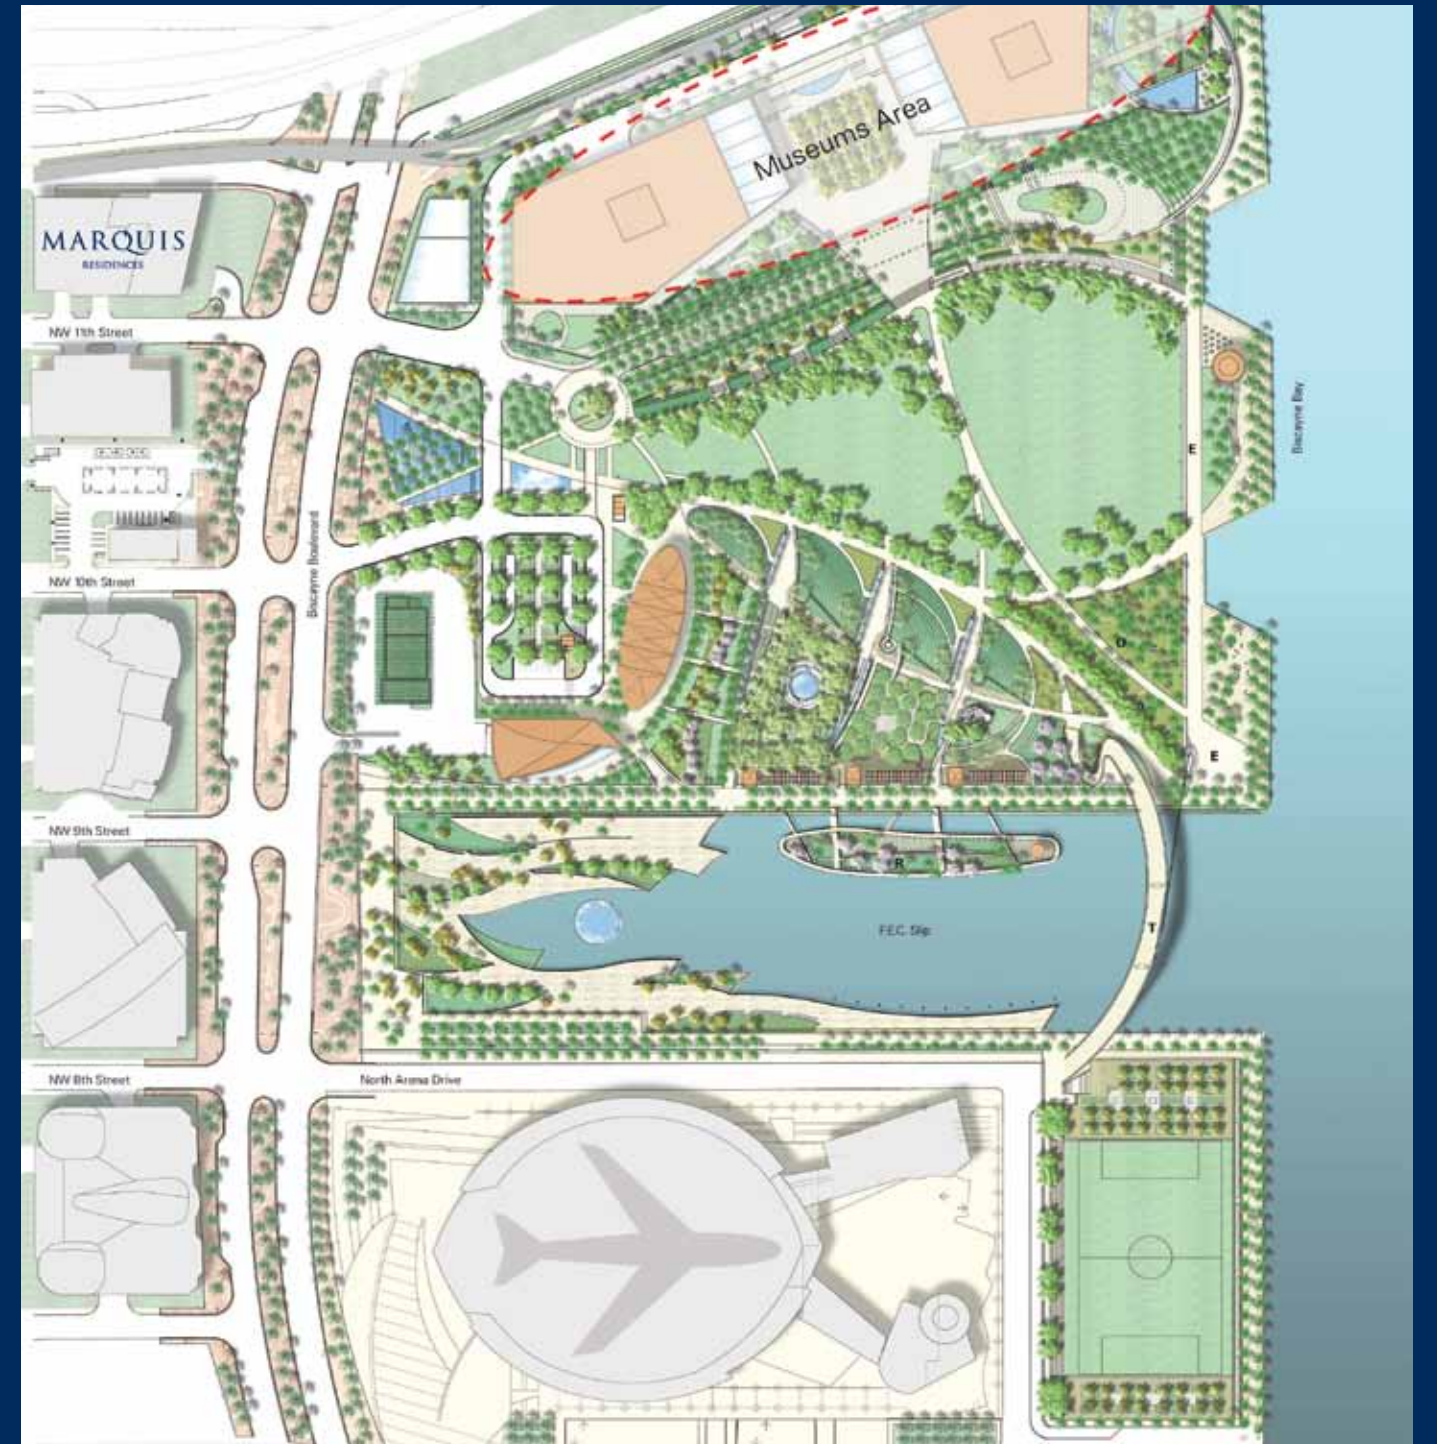 Museums Area
MARQUIS
RESIDENCES
NW 11th Street
Biscayne Bay
E
Biscayne Boulevard
NW 10th Street
D
E
NW 9th Street
R
T
F.E.C. Slip
NW 8th Street
North Arena Drive